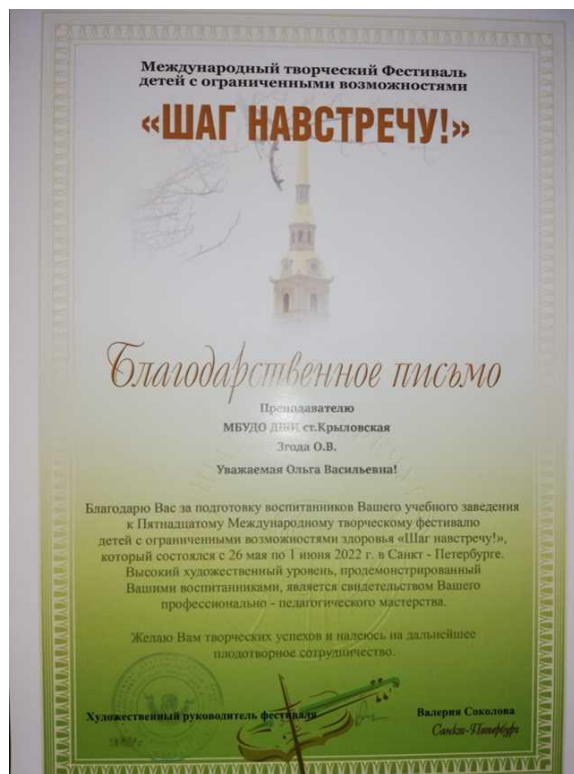 Международный творческий Фестиваль
детей с ограниченными возможностями
«ШАГ НАВСТРЕЧУ!»
Благодарственное письмо
Преподавателю
МБУДО ДШИ ст.Крыловская
Згода О.В.
Уважаемая Ольга Васильевна!
Благодарю Вас за подготовку воспитанников Вашего учебного заведения
к Пятнадцатому Международному творческому фестивалю
детей с ограниченными возможностями здоровья «Шаг навстречу!»,
который состоялся с 26 мая по 1 июня 2022 г. в Санкт - Петербурге.
Высокий художественный уровень, продемонстрированный
Вашими воспитанниками, является свидетельством Вашего
профессионально - педагогического мастерства.
Желаю Вам творческих успехов и надеюсь на дальнейшее
плодотворное сотрудничество.
Художественный руководитель фестиваля
Валерия Соколова
Санкт-Петербург